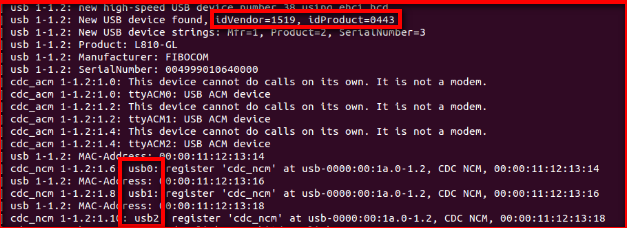 usb 1-1.2: new high-speed USB device number 38 using ehci_hcd
usb 1-1.2: New USB device found, idVendor=1519, idProduct=0443
usb 1-1.2: New USB device strings: Mfr=1, Product=2, SerialNumber=3
usb 1-1.2: Product: L810-GL
usb 1-1.2: Manufacturer: FIBOCOM
usb 1-1.2: SerialNumber: 004999010640000
cdc_acm 1-1.2:1.0: This device cannot do calls on its own. It is not a modem.
cdc_acm 1-1.2:1.0: ttyACM0: USB ACM device
cdc_acm 1-1.2:1.2: This device cannot do calls on its own. It is not a modem.
cdc_acm 1-1.2:1.2: ttyACM1: USB ACM device
cdc_acm 1-1.2:1.4: This device cannot do calls on its own. It is not a modem.
cdc_acm 1-1.2:1.4: ttyACM2: USB ACM device
usb 1-1.2: MAC-Address: 00:00:11:12:13:14
cdc_ncm 1-1.2:1.6: usb0: register 'cdc_ncm' at usb-0000:00:1a.0-1.2, CDC NCM, 00:00:11:12:13:14
usb 1-1.2: MAC-Address: 00:00:11:12:13:16
cdc_ncm 1-1.2:1.8: usb1: register 'cdc_ncm' at usb-0000:00:1a.0-1.2, CDC NCM, 00:00:11:12:13:16
usb 1-1.2: MAC-Address: 00:00:11:12:13:18
cdc_ncm 1-1.2:1.10: usb2: register 'cdc_ncm' at usb-0000:00:1a.0-1.2, CDC NCM, 00:00:11:12:13:18